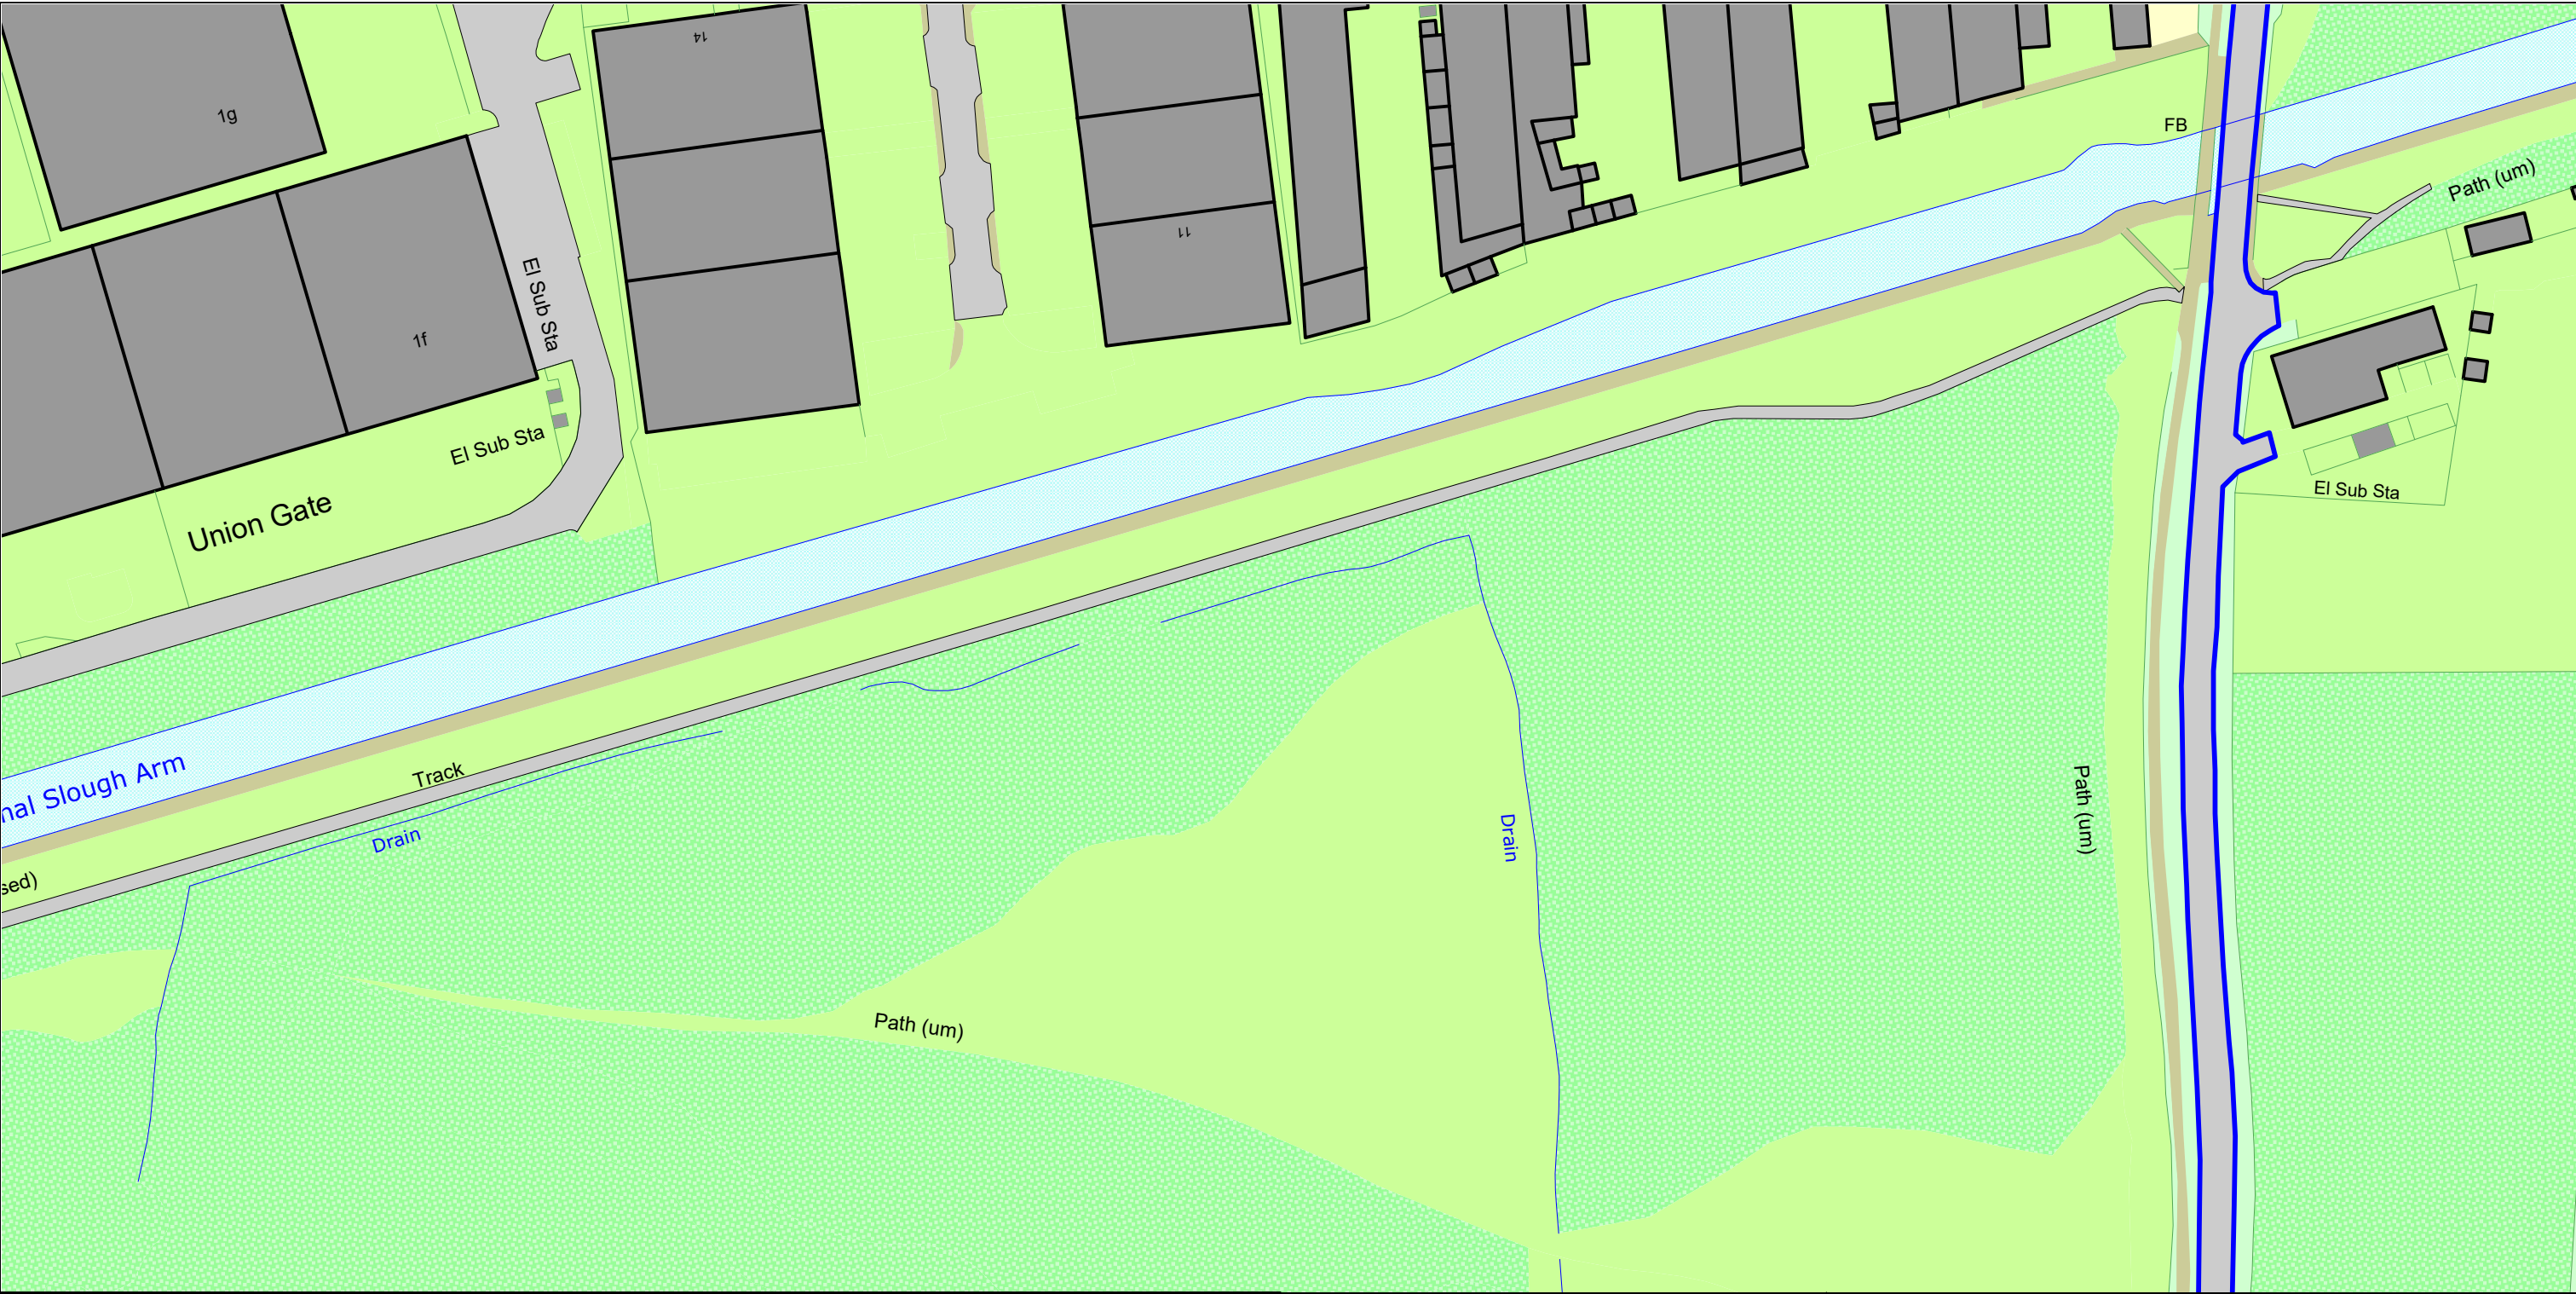 14
1g
FB
Path (um)
11
El Sub Sta
1f
El Sub Sta
El Sub Sta
Union Gate
nal Slough Arm
Track
Path (um)
Drain
Drain
sed)
Path (um)